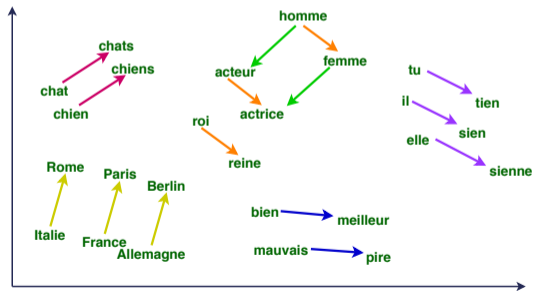 homme
chats
chiens
femme
acteur
tu
chat
tien
il
chien
actrice
roi
sien
elle
reine
Rome
sienne
Paris
Berlin
bien
meilleur
Italie
France
mauvais
Allemagne
pire